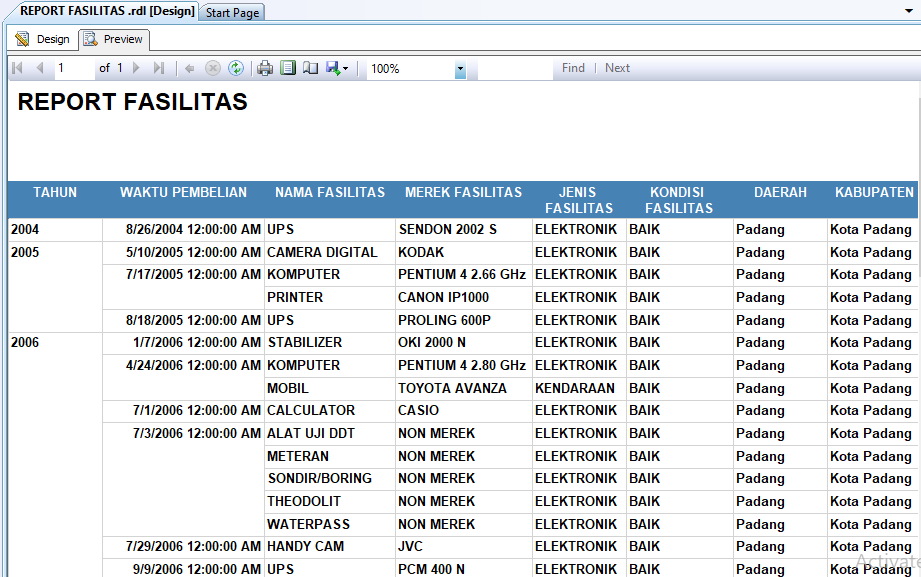 REPORT FASILITAS .rdl [Design] Start Page
Design Preview
1 of 1 100% Find | Next
REPORT FASILITAS
TAHUN WAKTU PEMBELIAN NAMA FASILITAS MEREK FASILITAS JENIS FASILITAS KONDISI FASILITAS DAERAH KABUPATEN
2004 8/26/2004 12:00:00 AM UPS SENDON 2002 S ELEKTRONIK BAIK Padang Kota Padang
2005 5/10/2005 12:00:00 AM CAMERA DIGITAL KODAK ELEKTRONIK BAIK Padang Kota Padang
7/17/2005 12:00:00 AM KOMPUTER PENTIUM 4 2.66 GHz ELEKTRONIK BAIK Padang Kota Padang
PRINTER CANON IP1000 ELEKTRONIK BAIK Padang Kota Padang
8/18/2005 12:00:00 AM UPS PROLING 600P ELEKTRONIK BAIK Padang Kota Padang
2006 1/7/2006 12:00:00 AM STABILIZER OKI 2000 N ELEKTRONIK BAIK Padang Kota Padang
4/24/2006 12:00:00 AM KOMPUTER PENTIUM 4 2.80 GHz ELEKTRONIK BAIK Padang Kota Padang
MOBIL TOYOTA AVANZA KENDARAAN BAIK Padang Kota Padang
7/1/2006 12:00:00 AM CALCULATOR CASIO ELEKTRONIK BAIK Padang Kota Padang
7/3/2006 12:00:00 AM ALAT UJI DDT NON MEREK ELEKTRONIK BAIK Padang Kota Padang
METERAN NON MEREK ELEKTRONIK BAIK Padang Kota Padang
SONDIR/BORING NON MEREK ELEKTRONIK BAIK Padang Kota Padang
THEODOLIT NON MEREK ELEKTRONIK BAIK Padang Kota Padang
WATERPASS NON MEREK ELEKTRONIK BAIK Padang Kota Padang
7/29/2006 12:00:00 AM HANDY CAM JVC ELEKTRONIK BAIK Padang Kota Padang
9/9/2006 12:00:00 AM UPS PCM 400 N ELEKTRONIK BAIK Padang Kota Padang